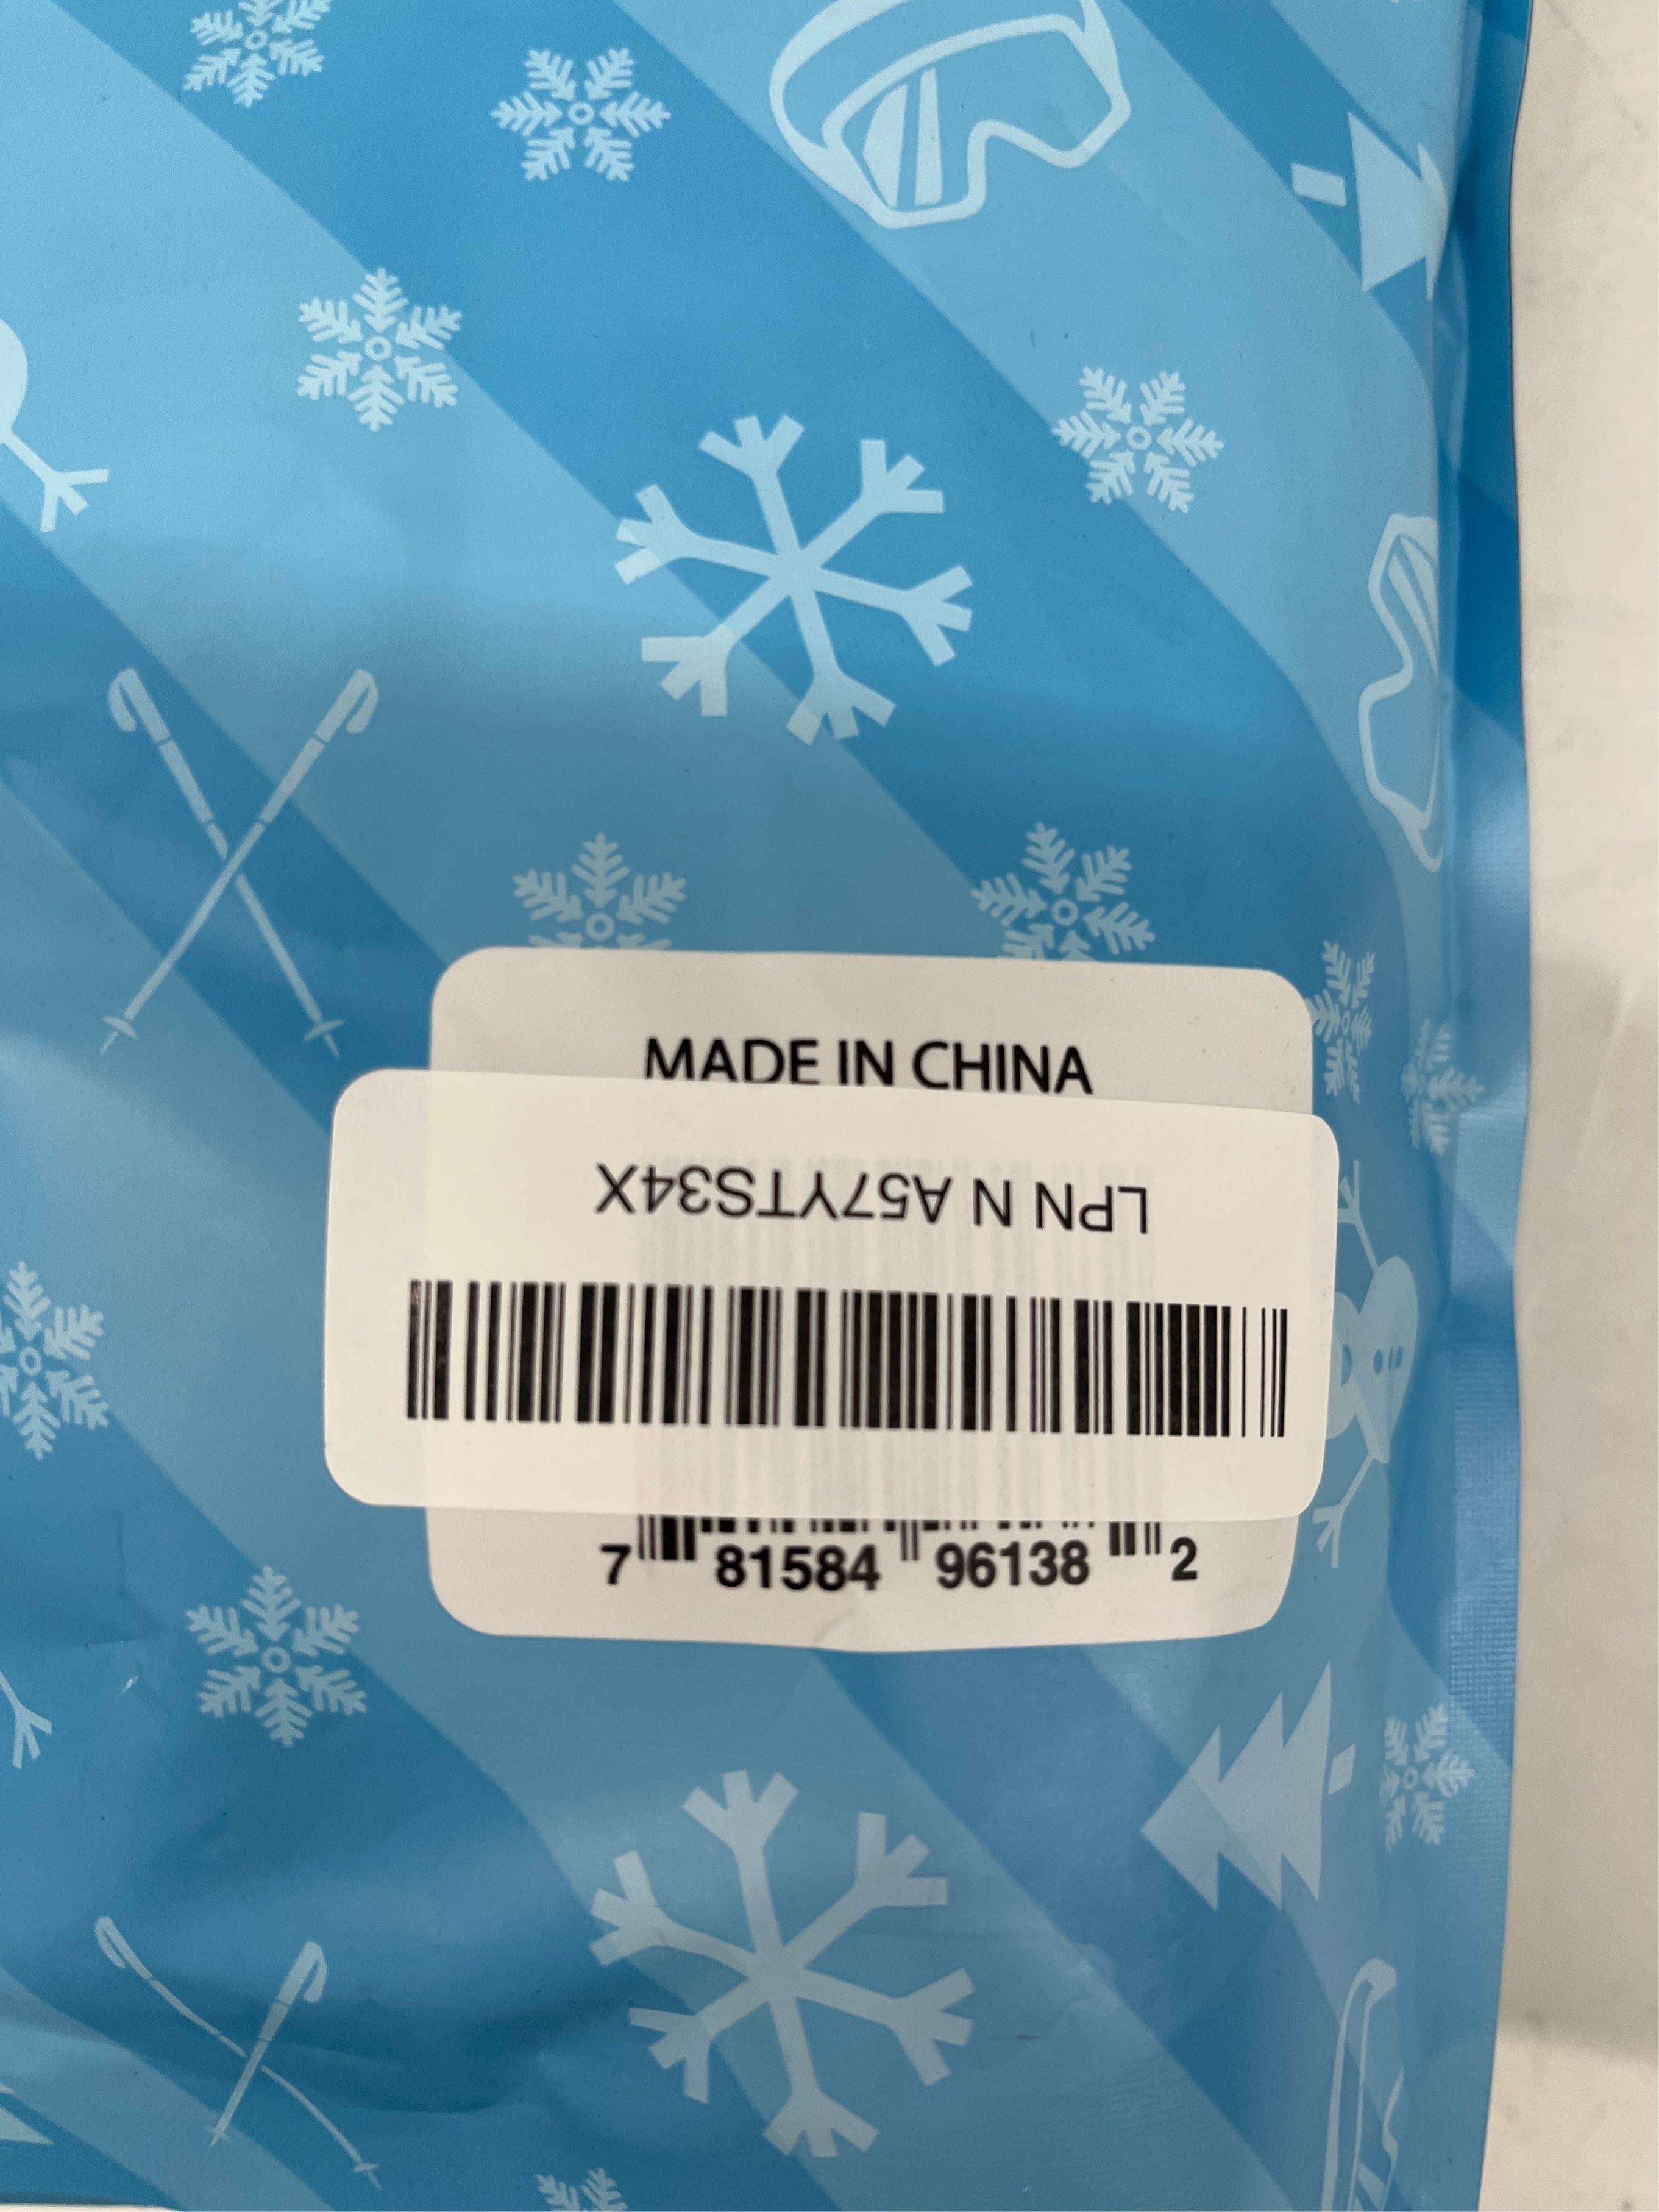 MADE IN CHINA
LPN N A57YTS34X
7 81584 96138 2